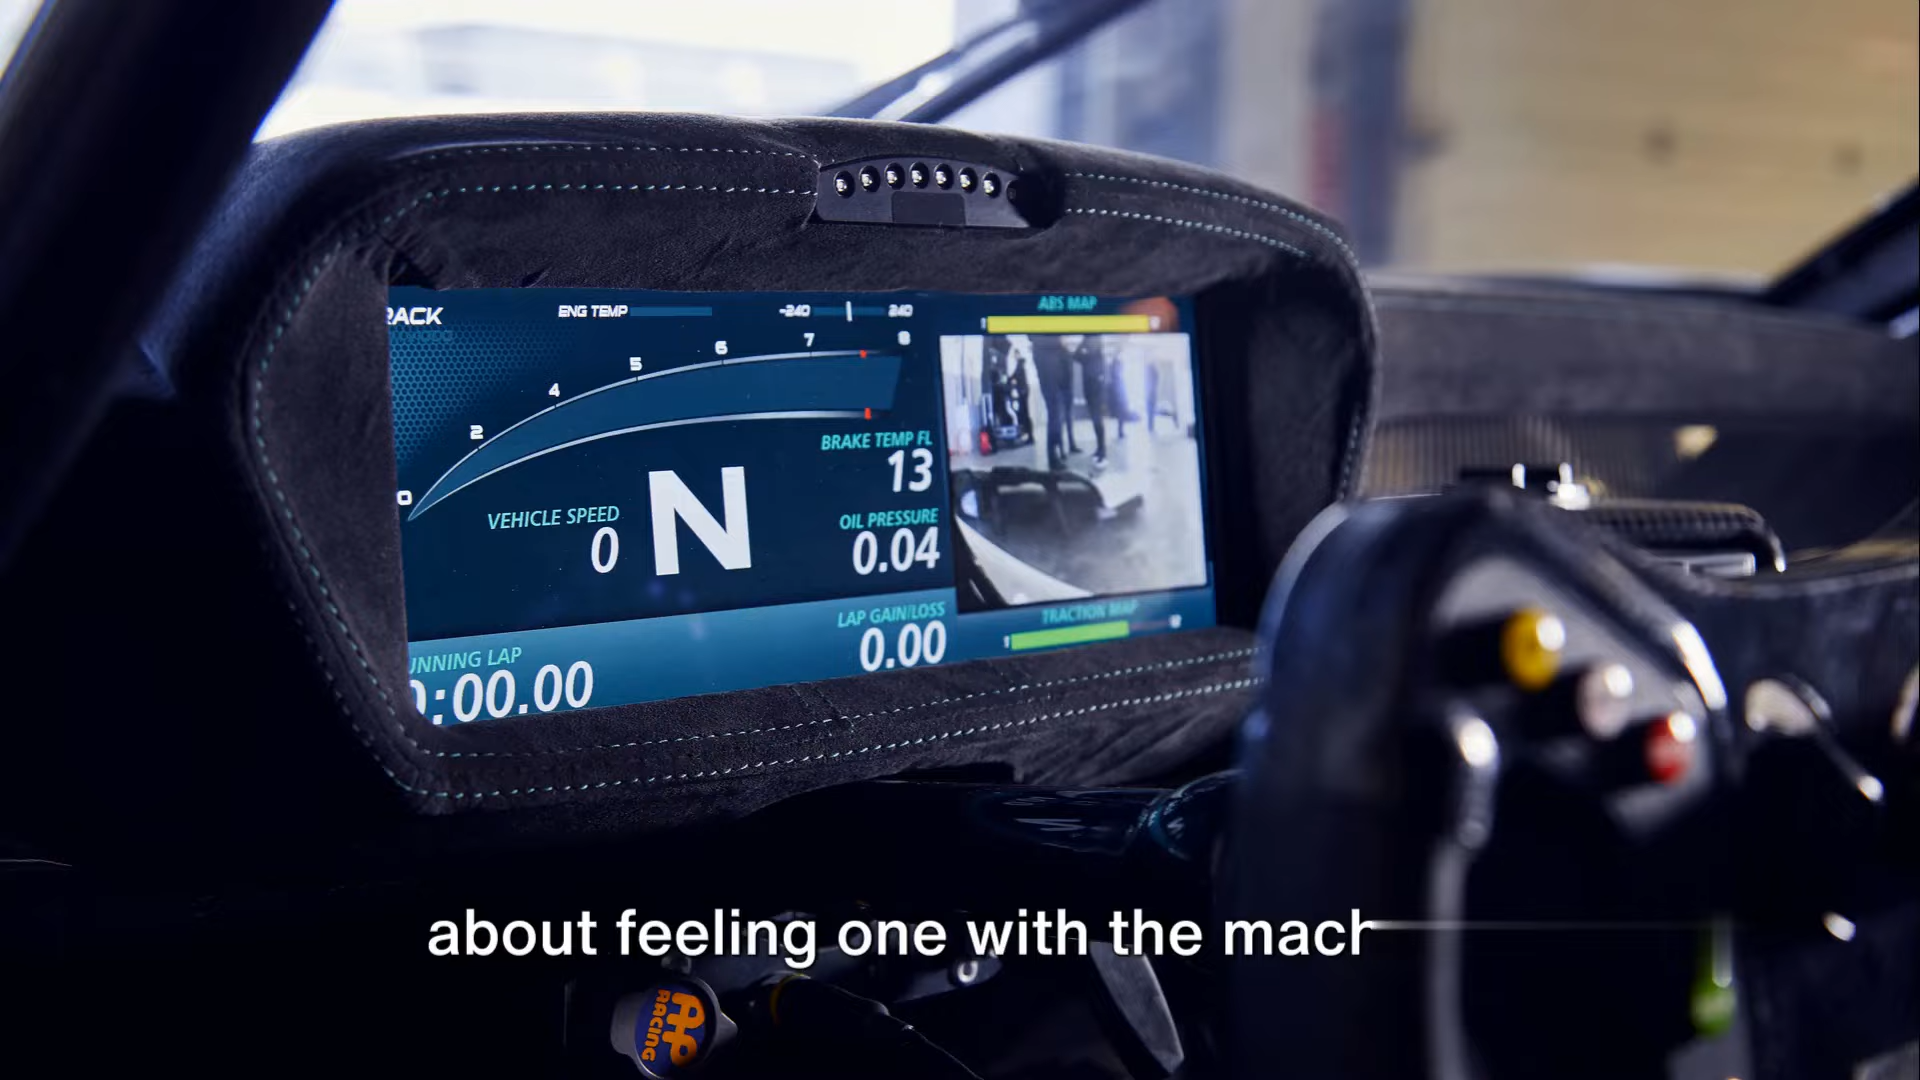 RACK
ENG TEMP
-240 240
ABS MAP
0 2 4 5 6 7 8
BRAKE TEMP FL
13
VEHICLE SPEED
0
N
OIL PRESSURE
0.04
LAP GAIN/LOSS
0.00
TRACTION MAP
UNNING LAP
0:00.00
about feeling one with the mach
AP
RACING